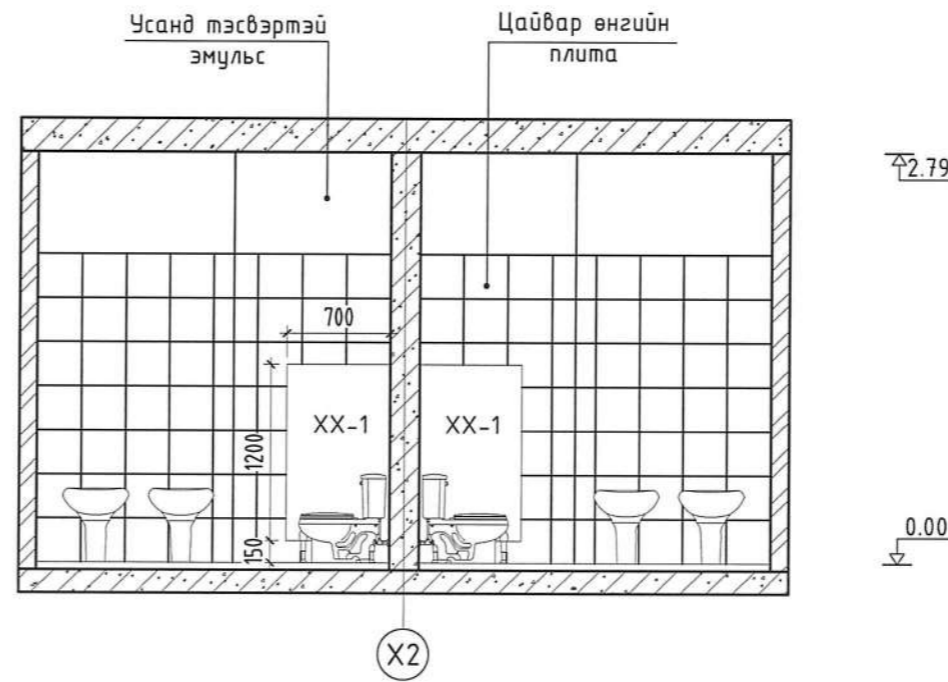 Усанд тэсвэртэй
эмульс
Цайвар өнгийн
плита
2.79
700
XX-1
XX-1
1200
150
0.00
X2